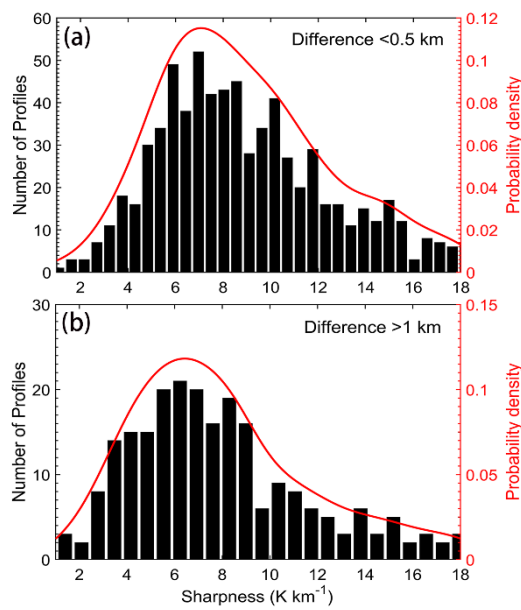 (a)
Difference <0.5 km
Number of Profiles
Probability density
60
50
40
30
20
10
0
0.12
0.1
0.08
0.06
0.04
0.02
0
2 4 6 8 10 12 14 16 18
(b)
Difference >1 km
Number of Profiles
Probability density
30
20
10
0
0.15
0.1
0.05
0
2 4 6 8 10 12 14 16 18
Sharpness (K km⁻¹)